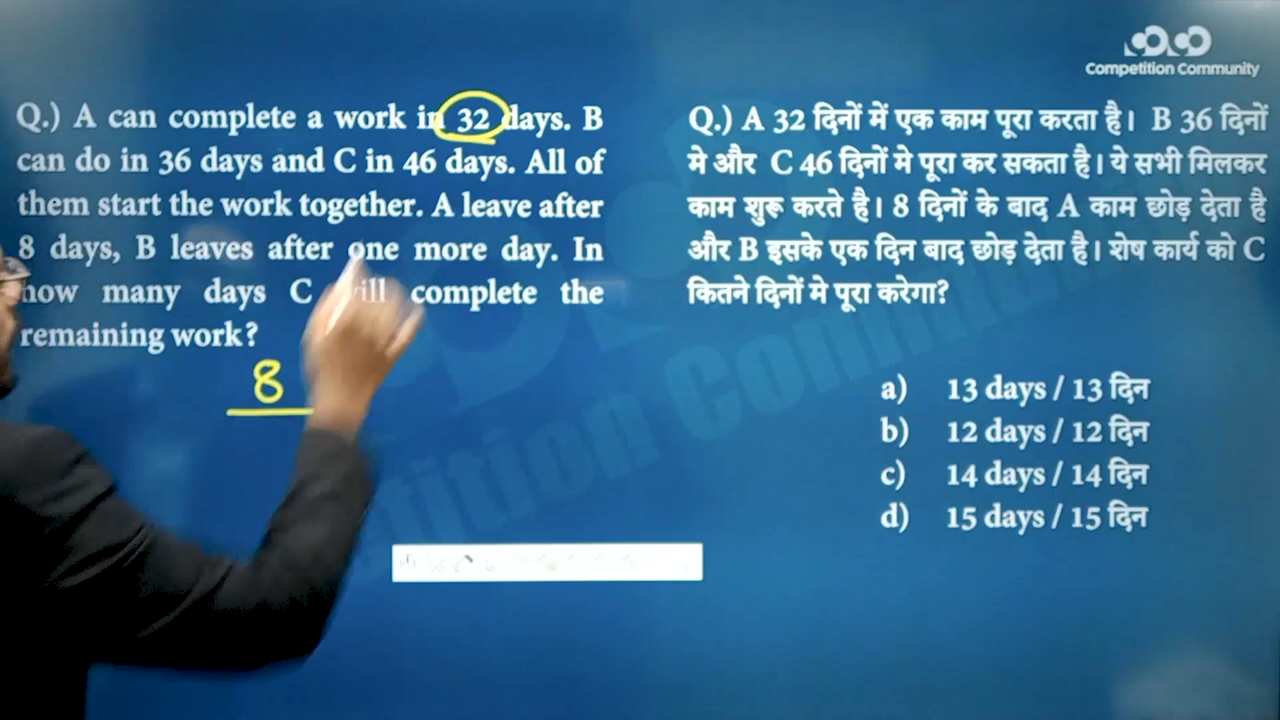 Competition Community
Q.) A can complete a work in 32 days. B
can do in 36 days and C in 46 days. All of
them start the work together. A leave after
8 days, B leaves after one more day. In
how many days C will complete the
remaining work?
8
Q.) A 32 दिनों में एक काम पूरा करता है। B 36 दिनों
मे और C 46 दिनों मे पूरा कर सकता है। ये सभी मिलकर
काम शुरू करते है। 8 दिनों के बाद A काम छोड़ देता है
और B इसके एक दिन बाद छोड़ देता है। शेष कार्य को C
कितने दिनों मे पूरा करेगा?
a) 13 days / 13 दिन
b) 12 days / 12 दिन
c) 14 days / 14 दिन
d) 15 days / 15 दिन